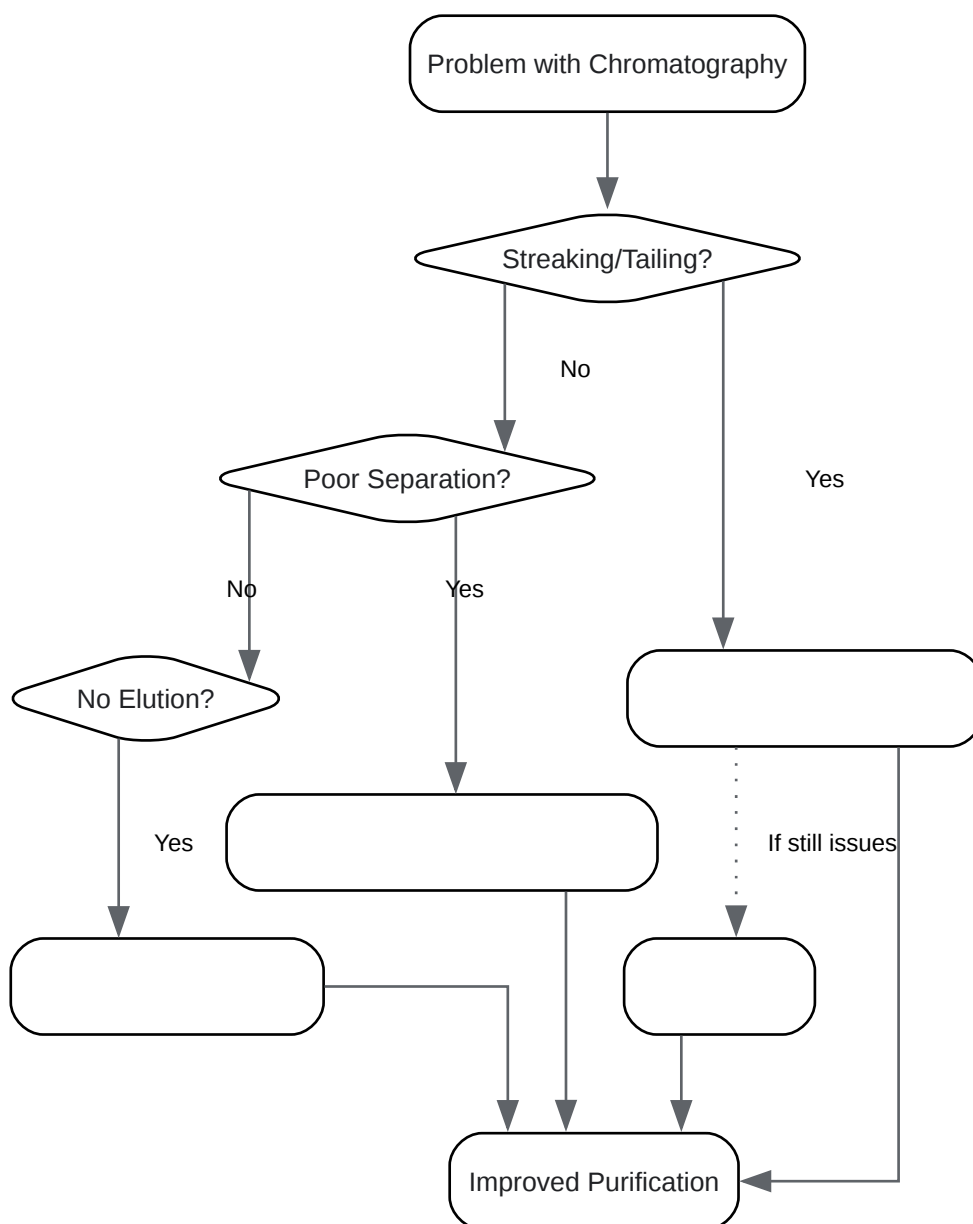 Problem with Chromatography
Streaking/Tailing?
No
Poor Separation?
Yes
No
Yes
No Elution?
Yes
If still issues
Improved Purification